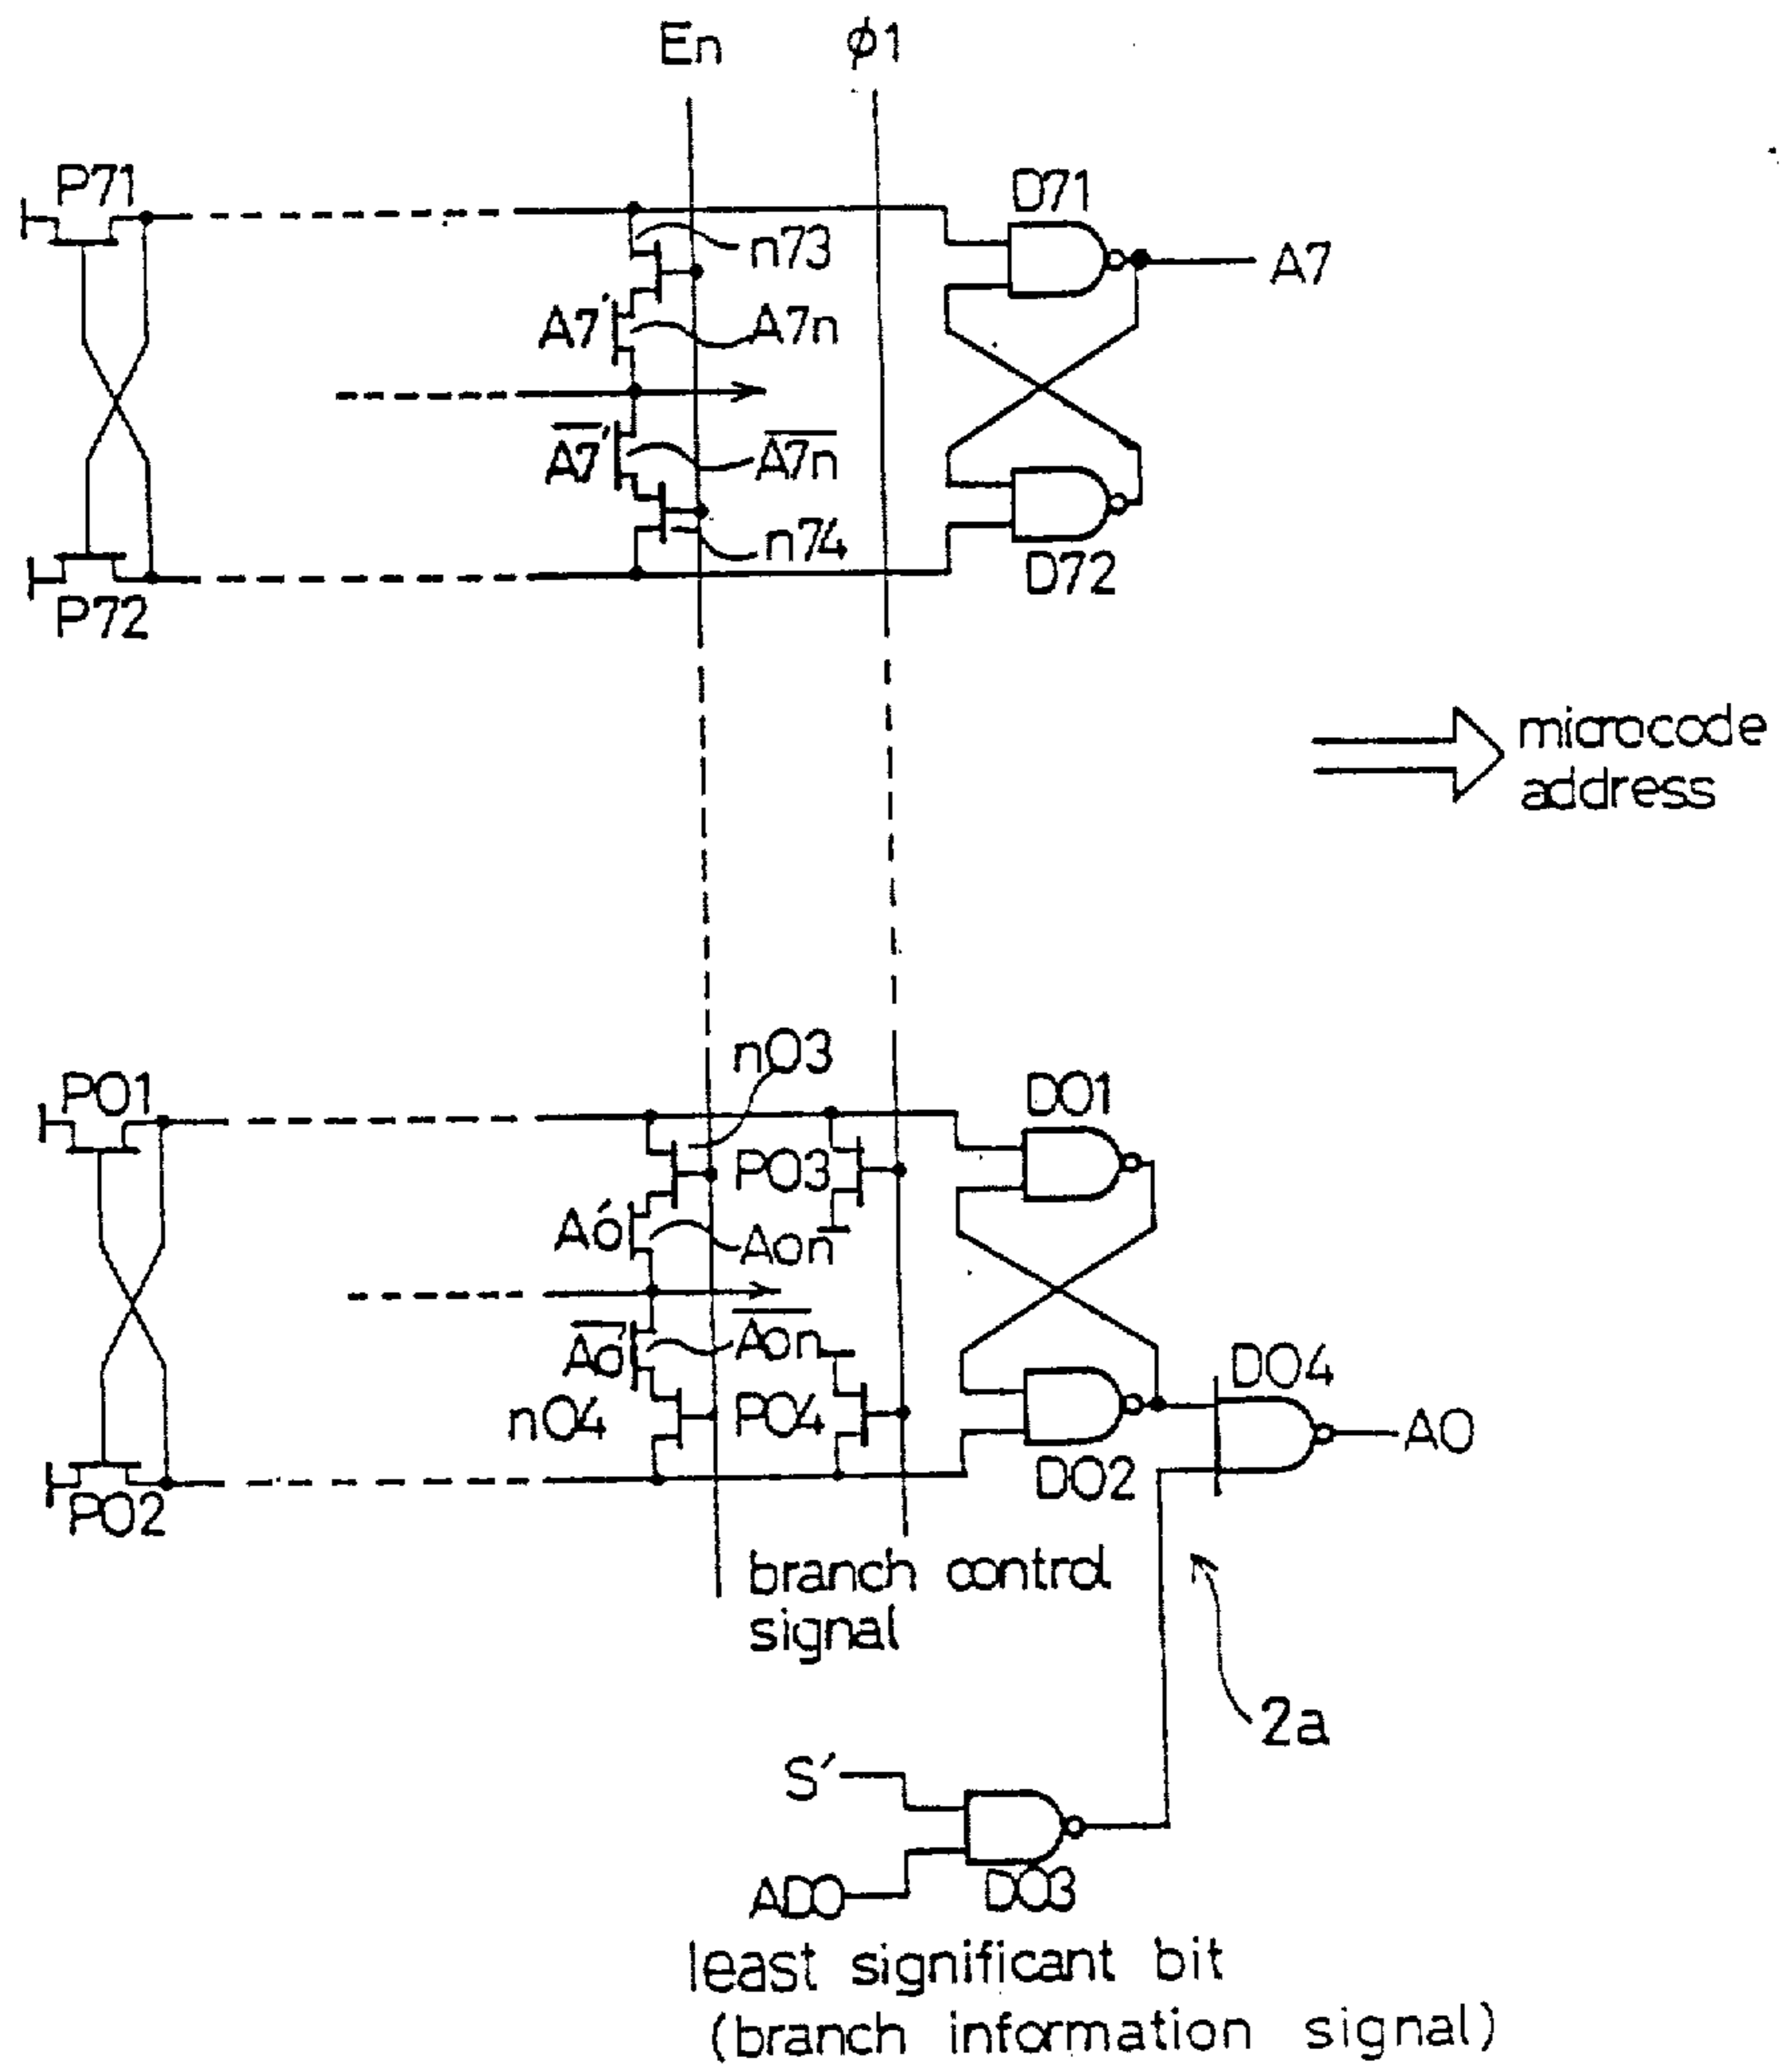 En φ1
P71
D71
n73
A7
A7' A7n
A7̅' A7̅n̅
n74
D72
P72
microcode
address
n03
P01
D01
P03
A0' A0n
A0̅' A0̅n̅
D04
n04 P04
A0
D02
P02
branch control
signal
2a
S'
AD0 D03
least significant bit
(branch information signal)